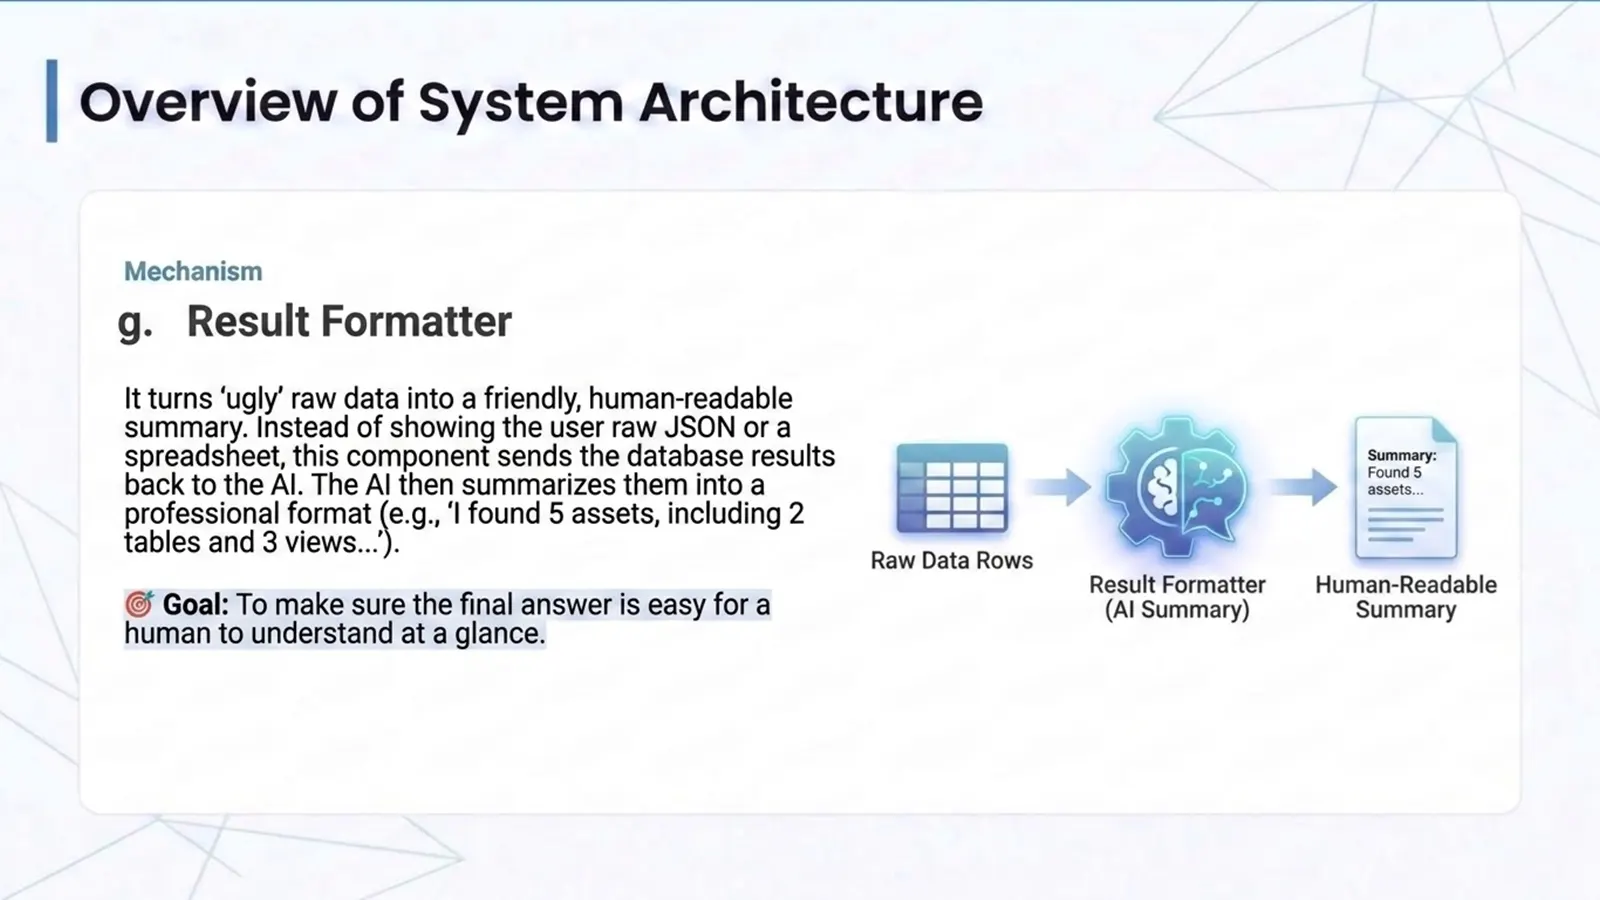 Overview of System Architecture
Mechanism
g. Result Formatter
It turns ‘ugly’ raw data into a friendly, human-readable
summary. Instead of showing the user raw JSON or a
spreadsheet, this component sends the database results
back to the AI. The AI then summarizes them into a
professional format (e.g., ‘I found 5 assets, including 2
tables and 3 views...’).
🎯 Goal: To make sure the final answer is easy for a
human to understand at a glance.
Raw Data Rows
Result Formatter
(AI Summary)
Summary:
Found 5
assets...
Human-Readable
Summary